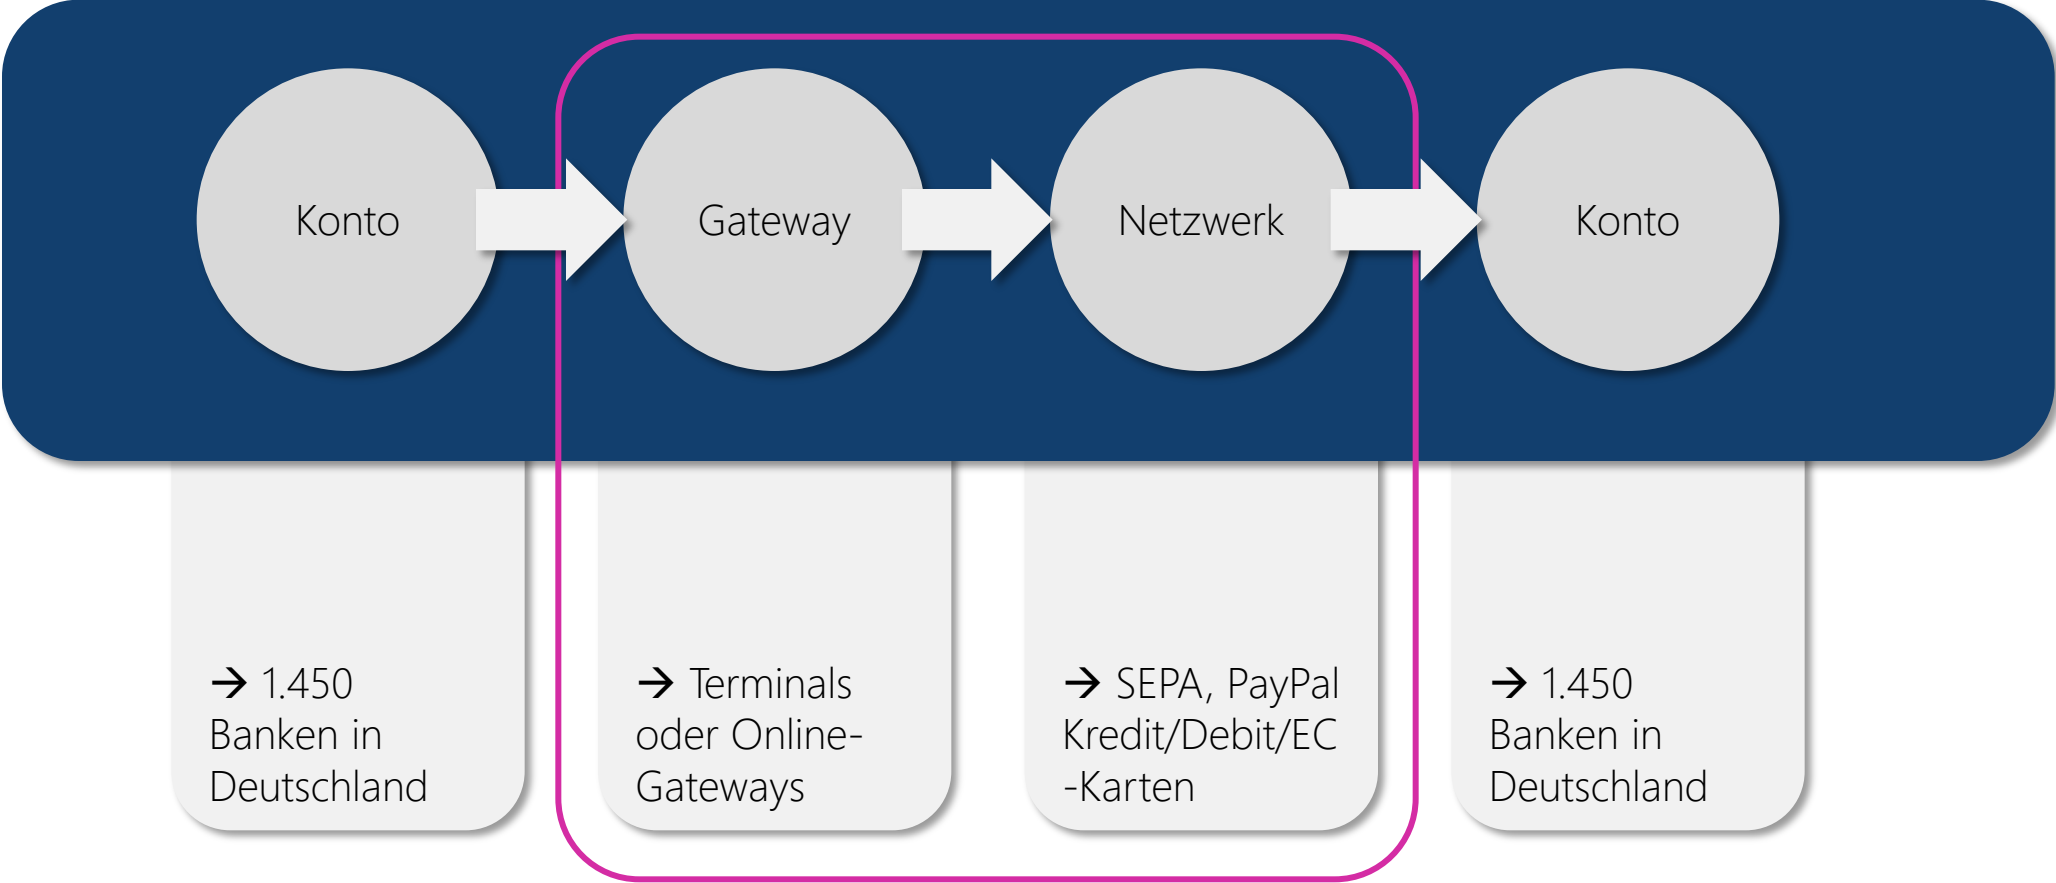 Konto
Gateway
Netzwerk
Konto
→ 1.450
Banken in
Deutschland
→ Terminals
oder Online-
Gateways
→ SEPA, PayPal
Kredit/Debit/EC
-Karten
→ 1.450
Banken in
Deutschland